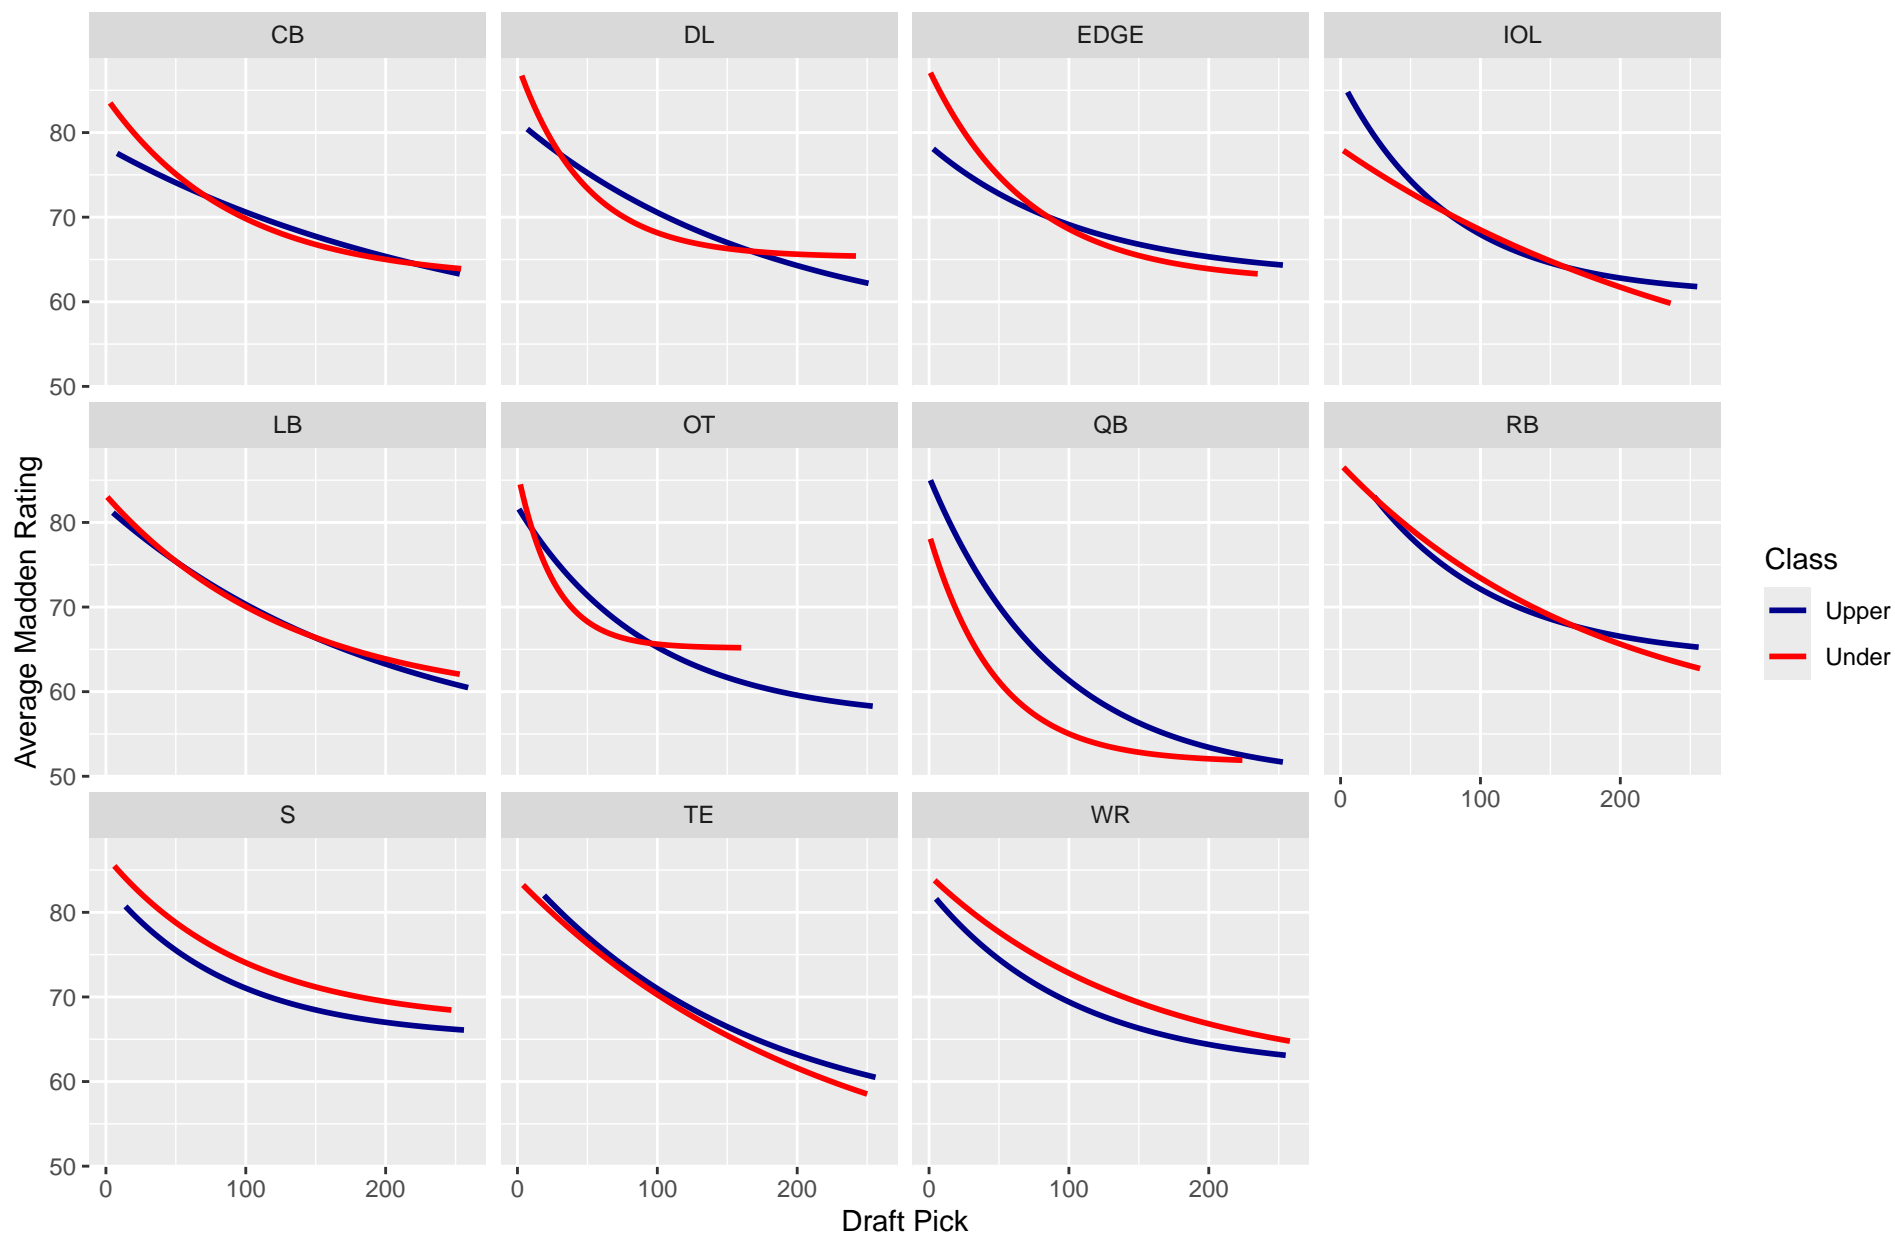 CB DL EDGE IOL
80
70
60
50
LB OT QB RB
Average Madden Rating
80
70
60
50
0 100 200
Class
Upper
Under
S TE WR
80
70
60
50
0 100 200 0 100 200 0 100 200
Draft Pick